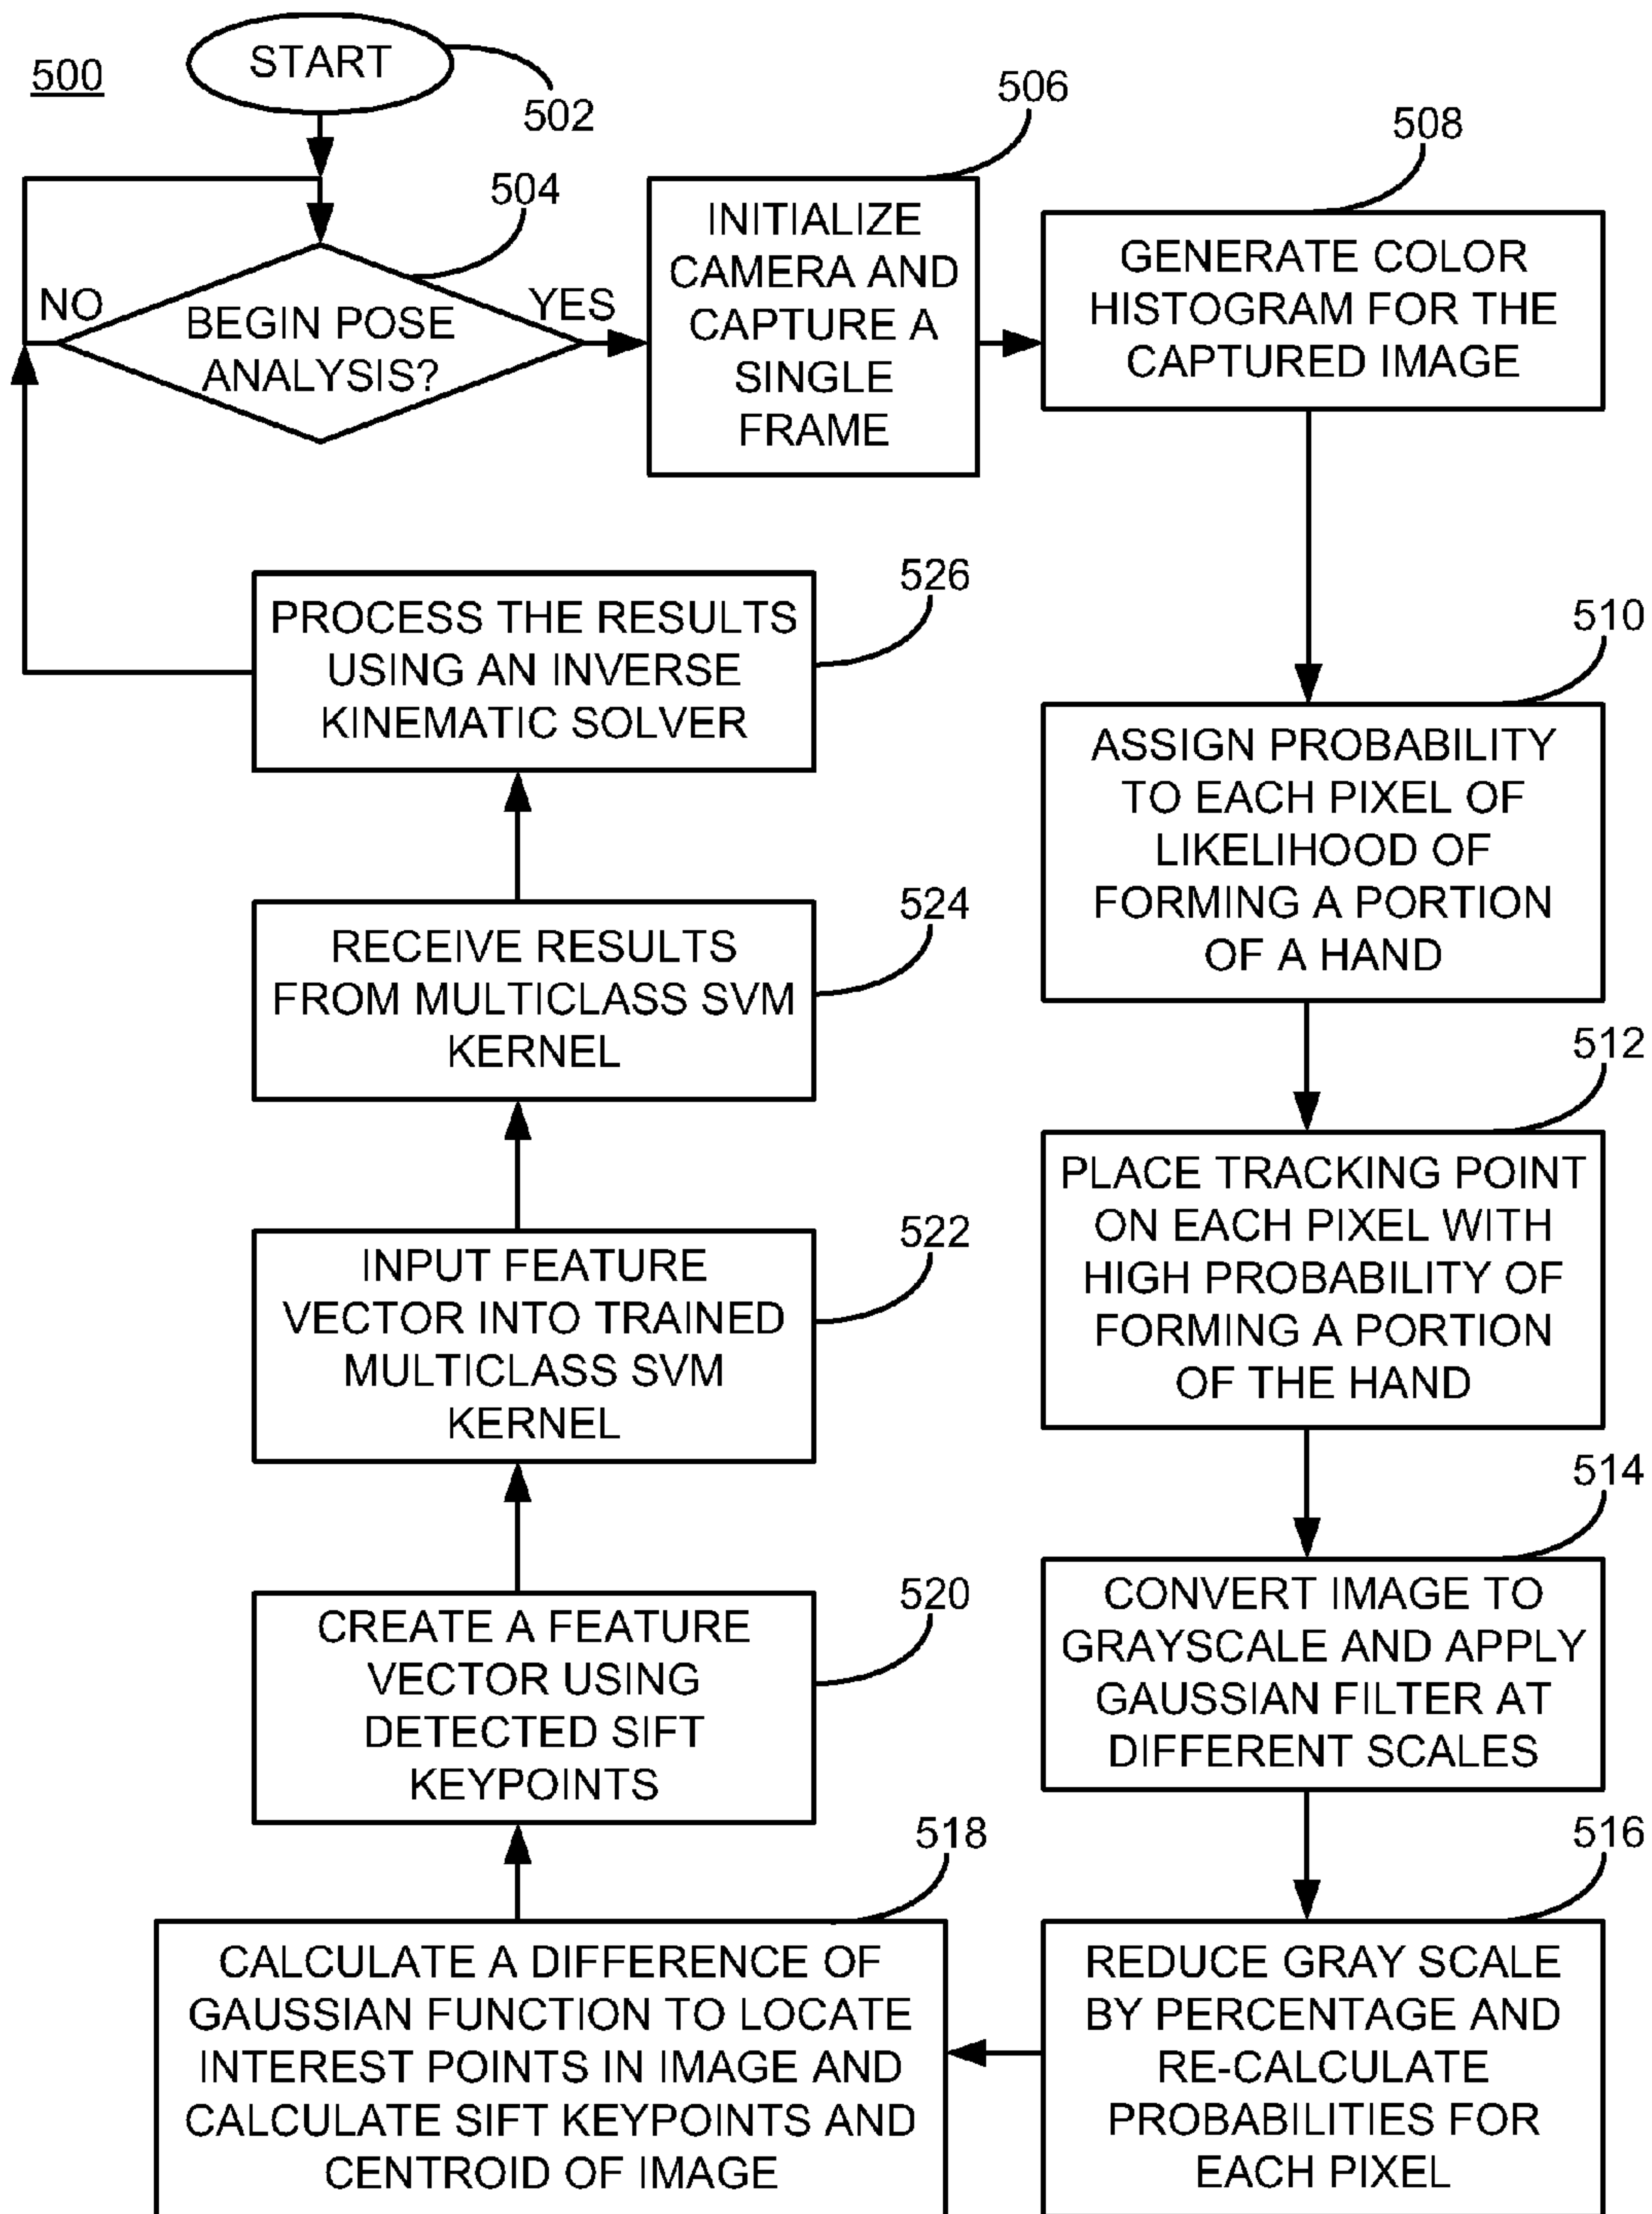 500
START
502
504
NO
BEGIN POSE
ANALYSIS?
YES
506
INITIALIZE
CAMERA AND
CAPTURE A
SINGLE
FRAME
508
GENERATE COLOR
HISTOGRAM FOR THE
CAPTURED IMAGE
510
ASSIGN PROBABILITY
TO EACH PIXEL OF
LIKELIHOOD OF
FORMING A PORTION
OF A HAND
512
PLACE TRACKING POINT
ON EACH PIXEL WITH
HIGH PROBABILITY OF
FORMING A PORTION
OF THE HAND
514
CONVERT IMAGE TO
GRAYSCALE AND APPLY
GAUSSIAN FILTER AT
DIFFERENT SCALES
516
REDUCE GRAY SCALE
BY PERCENTAGE AND
RE-CALCULATE
PROBABILITIES FOR
EACH PIXEL
518
CALCULATE A DIFFERENCE OF
GAUSSIAN FUNCTION TO LOCATE
INTEREST POINTS IN IMAGE AND
CALCULATE SIFT KEYPOINTS AND
CENTROID OF IMAGE
520
CREATE A FEATURE
VECTOR USING
DETECTED SIFT
KEYPOINTS
522
INPUT FEATURE
VECTOR INTO TRAINED
MULTICLASS SVM
KERNEL
524
RECEIVE RESULTS
FROM MULTICLASS SVM
KERNEL
526
PROCESS THE RESULTS
USING AN INVERSE
KINEMATIC SOLVER